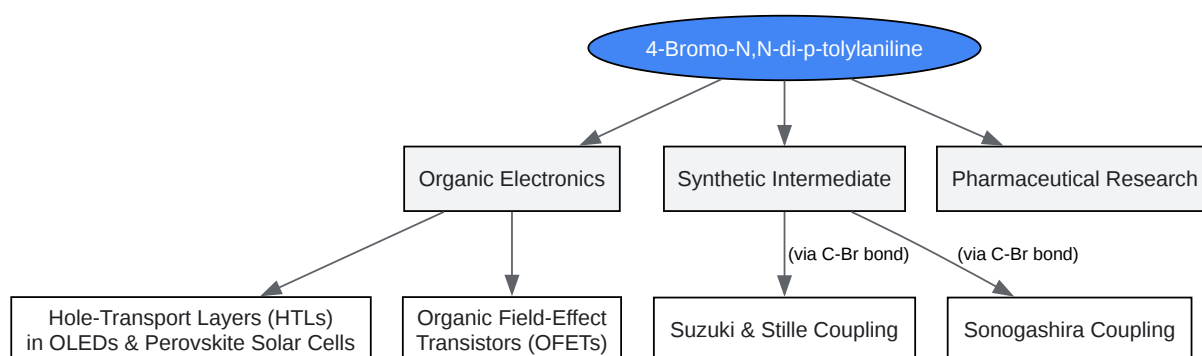 4-Bromo-N,N-di-p-tolylaniline
Organic Electronics
Synthetic Intermediate
Pharmaceutical Research
(via C-Br bond)
(via C-Br bond)
Hole-Transport Layers (HTLs)
in OLEDs & Perovskite Solar Cells
Organic Field-Effect
Transistors (OFETs)
Suzuki & Stille Coupling
Sonogashira Coupling